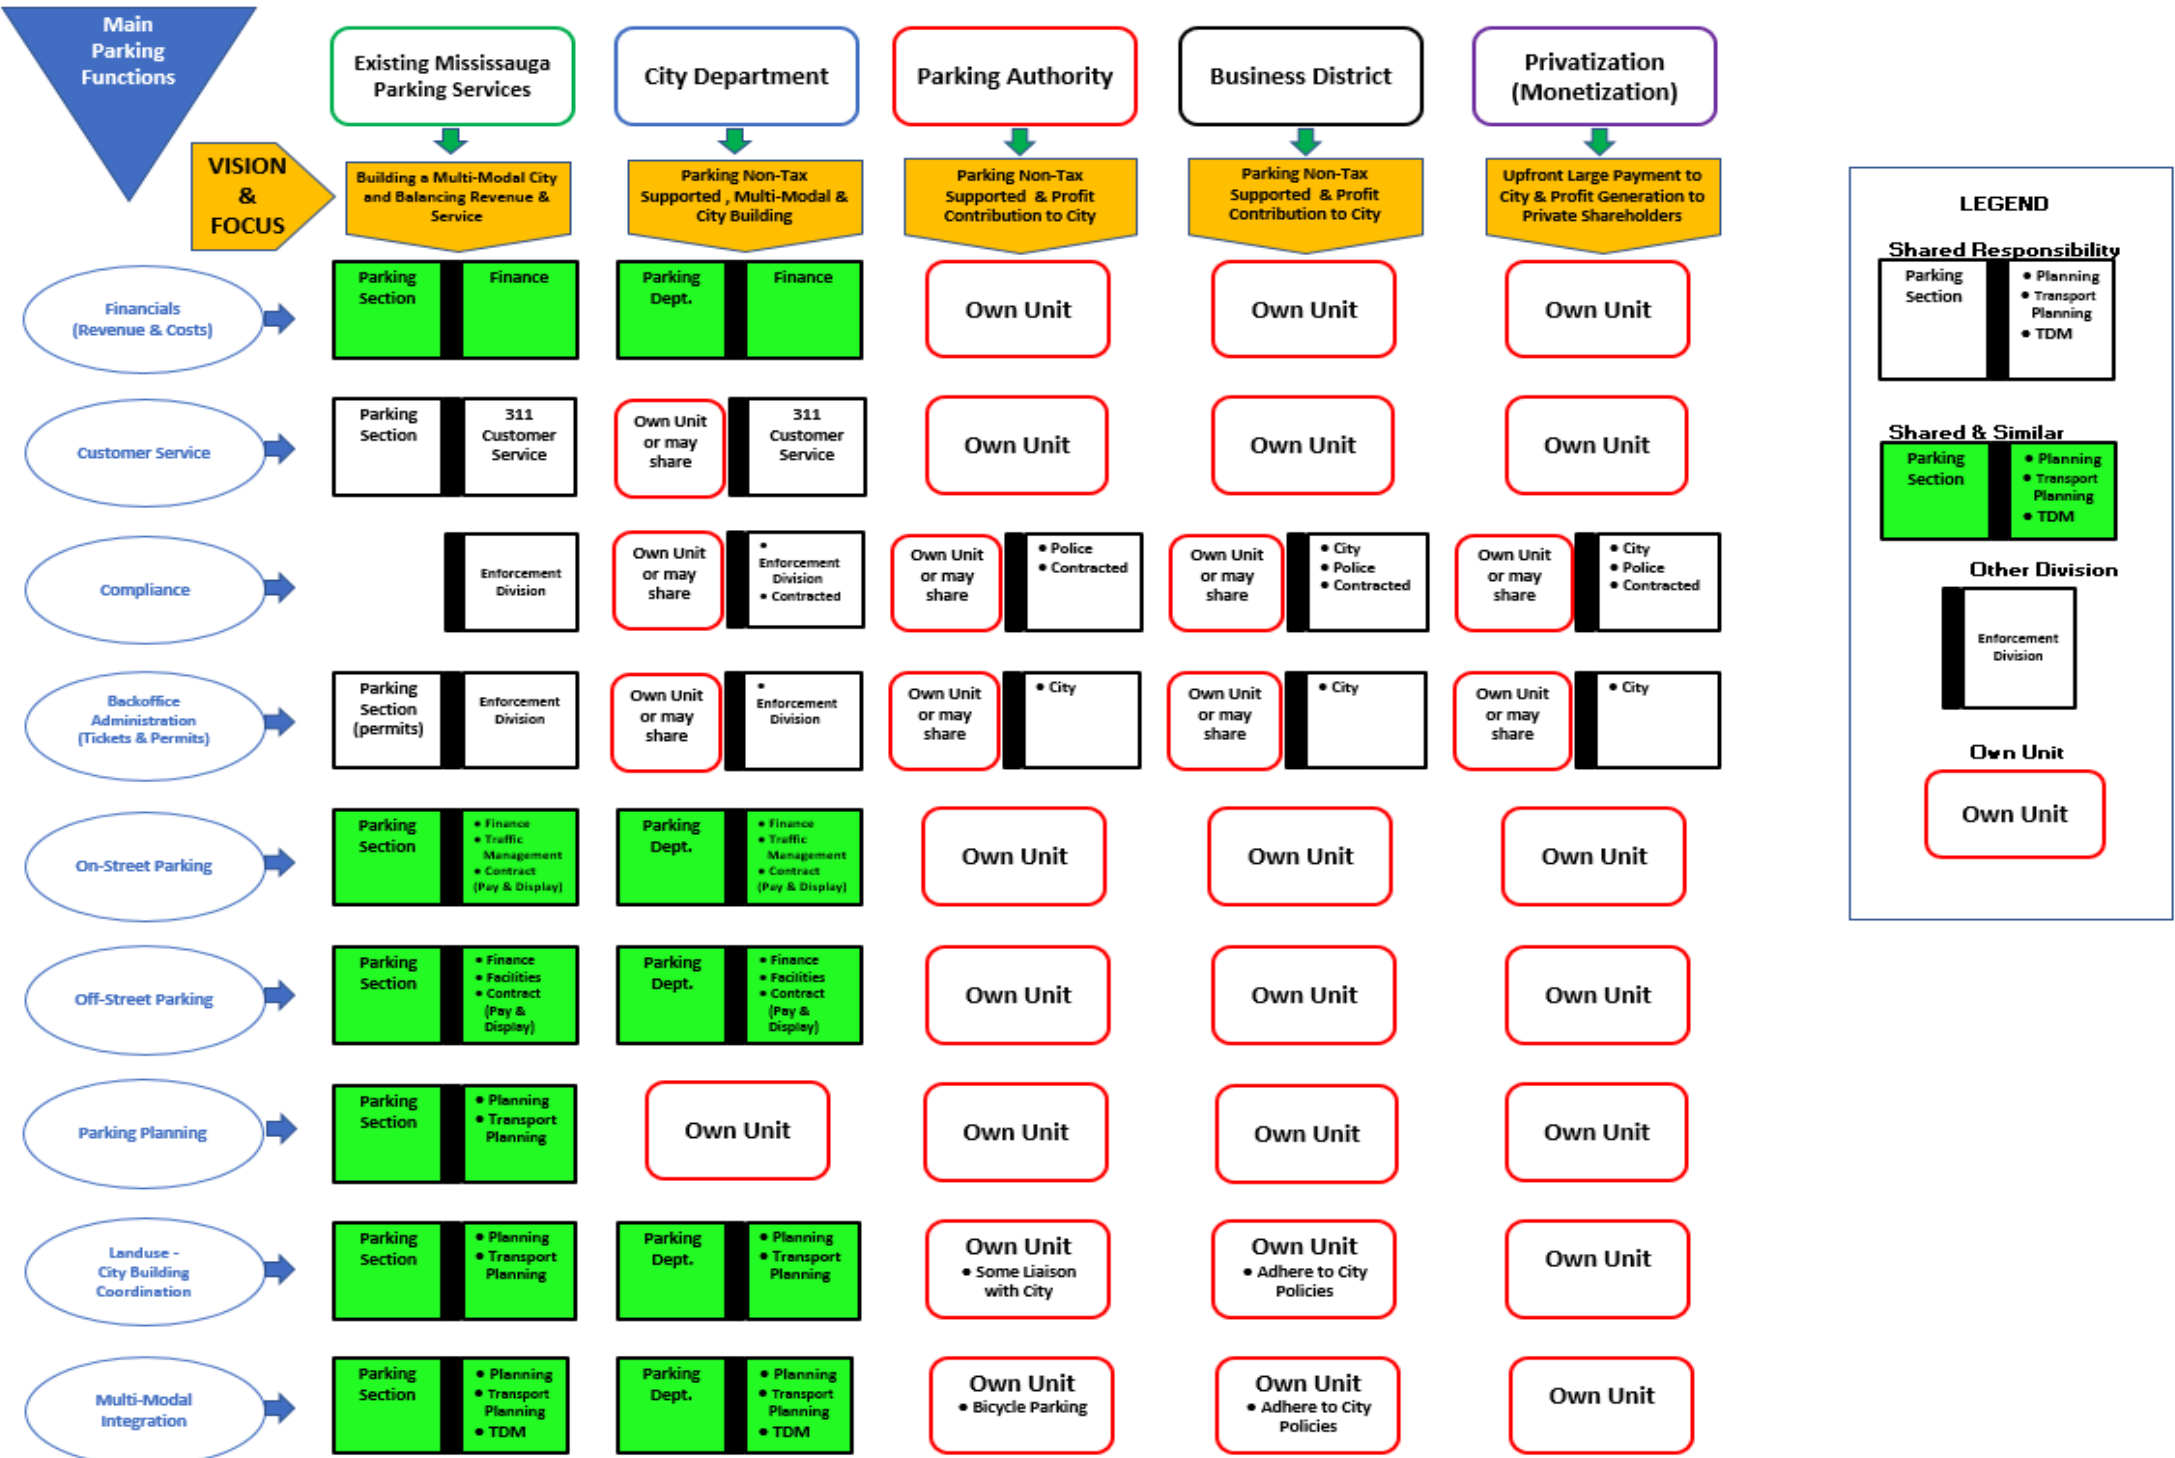 Main
Parking
Functions
Existing Mississauga
Parking Services
City Department
Parking Authority
Business District
Privatization
(Monetization)
VISION
&
FOCUS
Building a Multi-Modal City
and Balancing Revenue &
Service
Parking Non-Tax
Supported , Multi-Modal &
City Building
Parking Non-Tax
Supported & Profit
Contribution to City
Parking Non-Tax
Supported & Profit
Contribution to City
Upfront Large Payment to
City & Profit Generation to
Private Shareholders
Financials
(Revenue & Costs)
Parking
Section
Finance
Parking
Dept.
Finance
Own Unit
Own Unit
Own Unit
Customer Service
Parking
Section
311
Customer
Service
Own Unit
or may
share
311
Customer
Service
Own Unit
Own Unit
Own Unit
Compliance
Enforcement
Division
Own Unit
or may
share
•
Enforcement
Division
• Contracted
Own Unit
or may
share
• Police
• Contracted
Own Unit
or may
share
• City
• Police
• Contracted
Own Unit
or may
share
• City
• Police
• Contracted
Backoffice
Administration
(Tickets & Permits)
Parking
Section
(permits)
Enforcement
Division
Own Unit
or may
share
•
Enforcement
Division
Own Unit
or may
share
• City
Own Unit
or may
share
• City
Own Unit
or may
share
• City
On-Street Parking
Parking
Section
• Finance
• Traffic
Management
• Contract
(Pay & Display)
Parking
Dept.
• Finance
• Traffic
Management
• Contract
(Pay & Display)
Own Unit
Own Unit
Own Unit
Off-Street Parking
Parking
Section
• Finance
• Facilities
• Contract
(Pay &
Display)
Parking
Dept.
• Finance
• Facilities
• Contract
(Pay &
Display)
Own Unit
Own Unit
Own Unit
Parking Planning
Parking
Section
• Planning
• Transport
Planning
Own Unit
Own Unit
Own Unit
Own Unit
Landuse -
City Building
Coordination
Parking
Section
• Planning
• Transport
Planning
Parking
Dept.
• Planning
• Transport
Planning
Own Unit
• Some Liaison
with City
Own Unit
• Adhere to City
Policies
Own Unit
Multi-Modal
Integration
Parking
Section
• Planning
• Transport
Planning
• TDM
Parking
Dept.
• Planning
• Transport
Planning
• TDM
Own Unit
• Bicycle Parking
Own Unit
• Adhere to City
Policies
Own Unit
LEGEND
Shared Responsibility
Parking
Section
• Planning
• Transport
Planning
• TDM
Shared & Similar
Parking
Section
• Planning
• Transport
Planning
• TDM
Other Division
Enforcement
Division
Own Unit
Own Unit